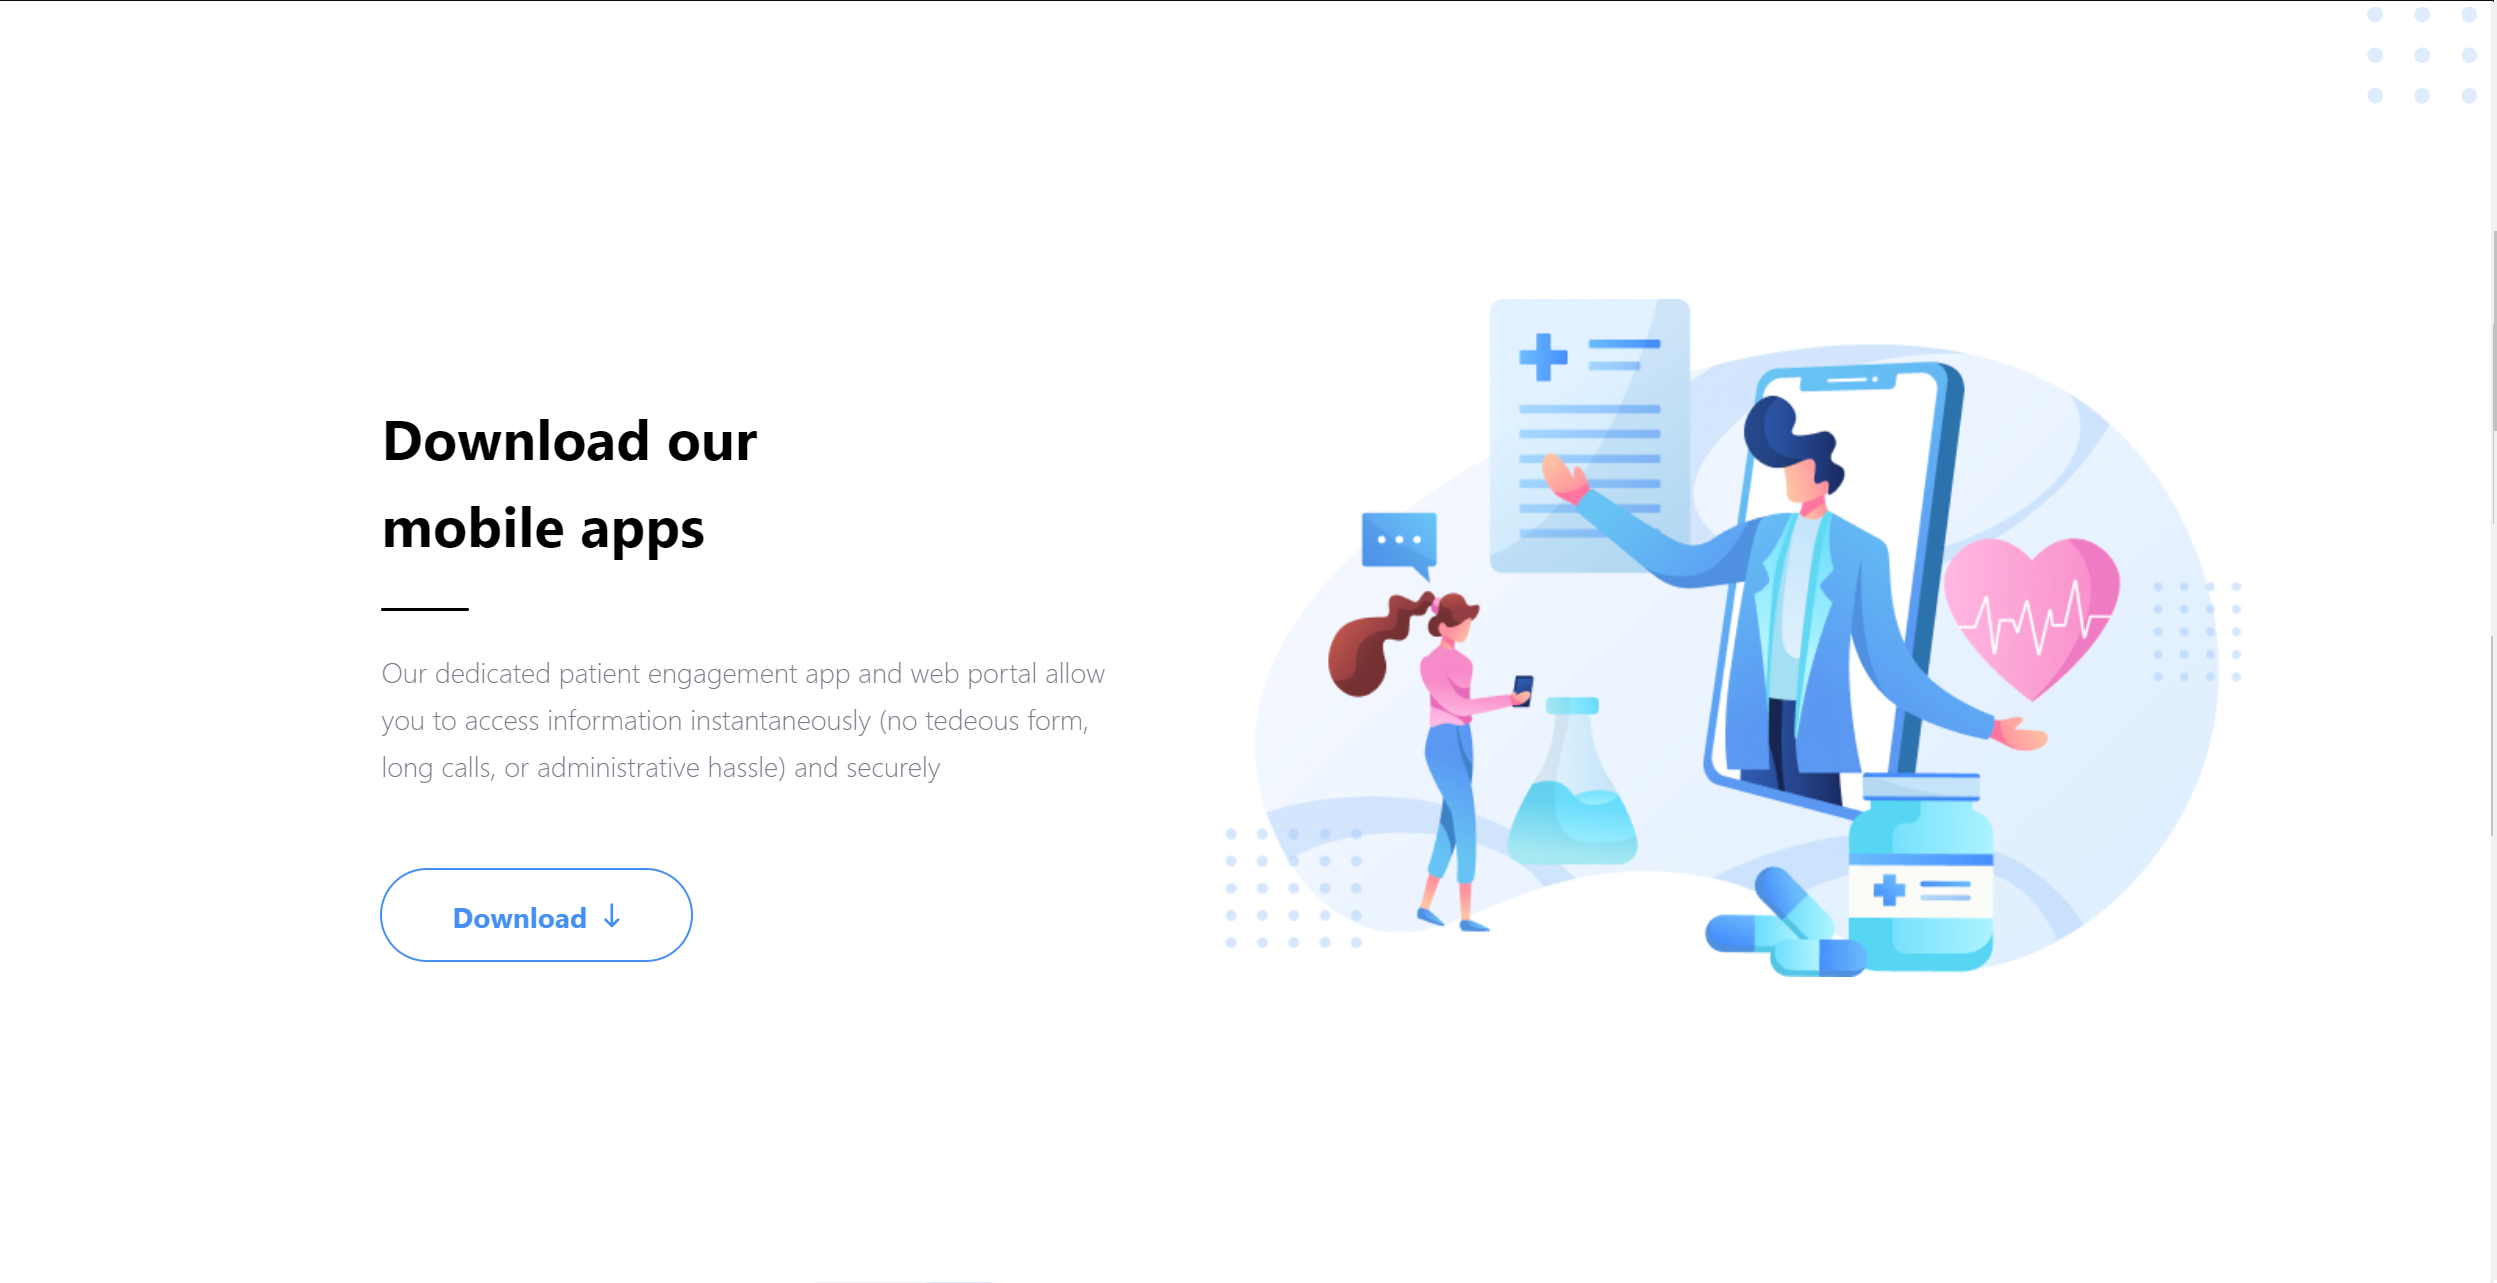 Download our
mobile apps
Our dedicated patient engagement app and web portal allow
you to access information instantaneously (no tedeous form,
long calls, or administrative hassle) and securely
Download ↓